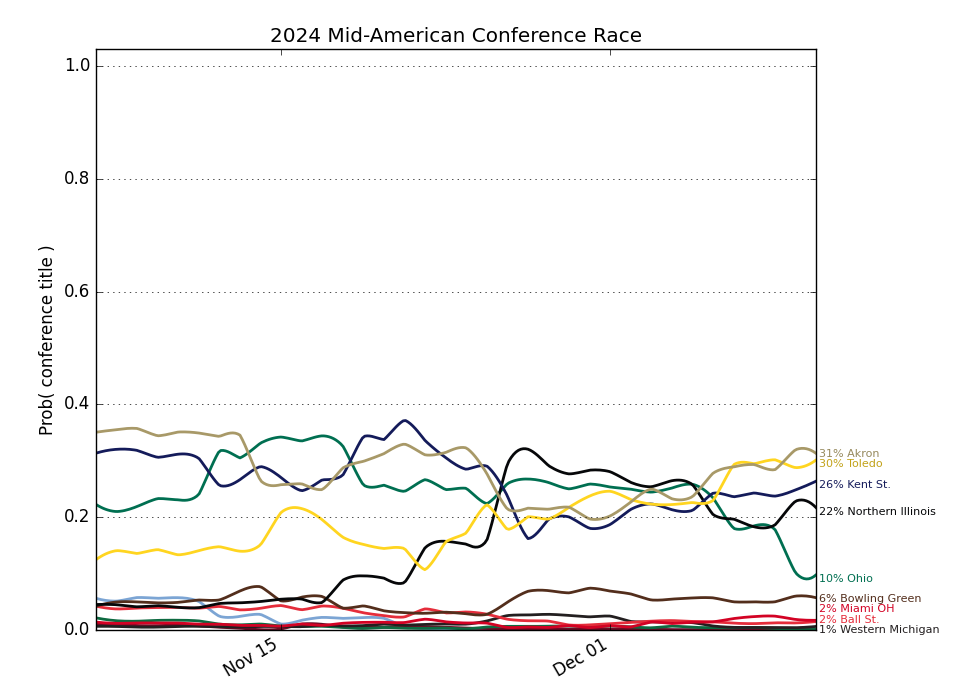 2024 Mid-American Conference Race
1.0
0.8
0.6
0.4
0.2
0.0
Prob( conference title )
Nov 15
Dec 01
31% Akron
30% Toledo
26% Kent St.
22% Northern Illinois
10% Ohio
6% Bowling Green
2% Miami OH
2% Ball St.
1% Western Michigan